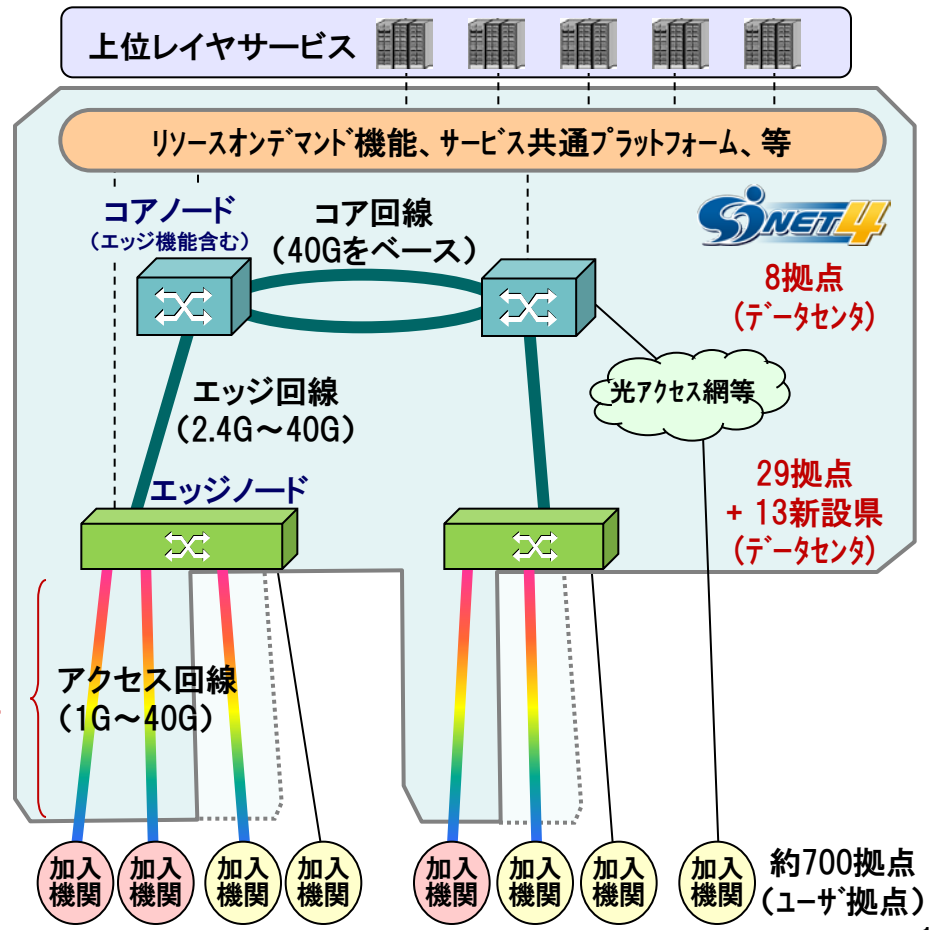 上位レイヤサービス
リソースオンデマンド機能、サービス共通プラットフォーム、等
コアノード
（エッジ機能含む）
コア回線
（40Gをベース）
SINET4
8拠点
（データセンタ）
エッジ回線
（2.4G～40G）
光アクセス網等
エッジノード
29拠点
+ 13新設県
（データセンタ）
アクセス回線
（1G～40G）
加入
機関
加入
機関
加入
機関
加入
機関
加入
機関
加入
機関
加入
機関
加入
機関
約700拠点
（ユーザ拠点）